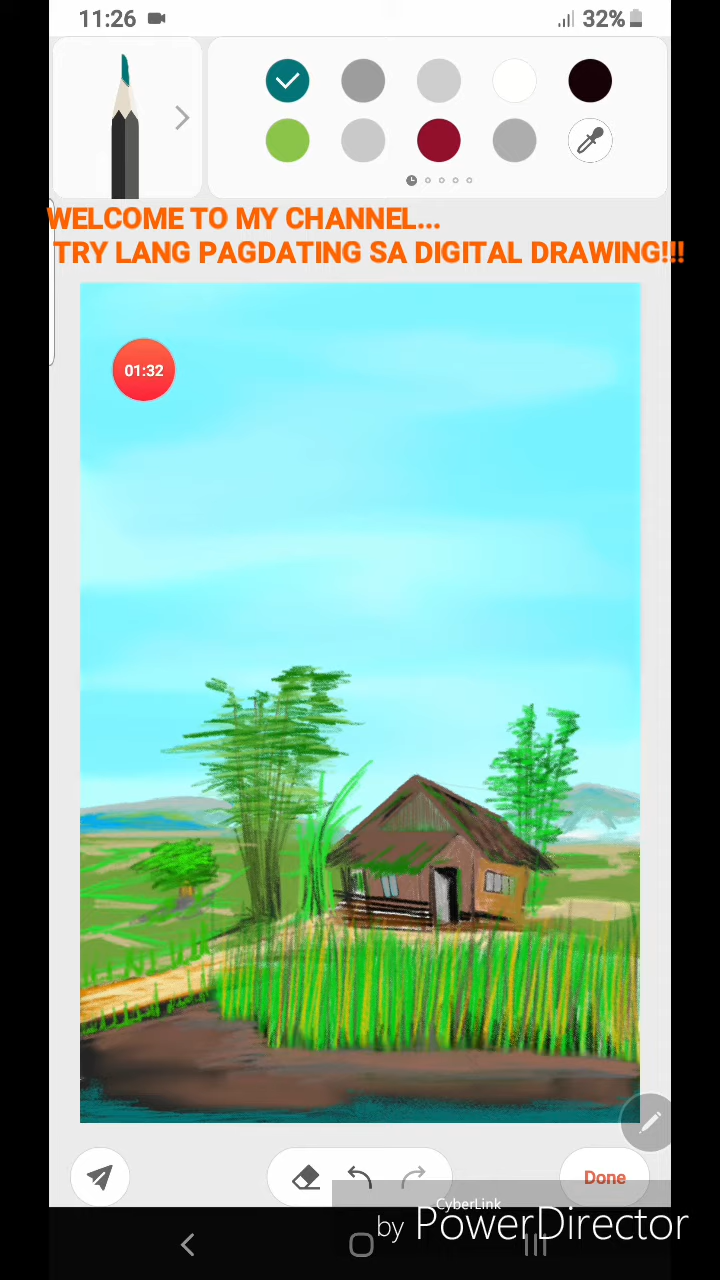 11:26
32%
WELCOME TO MY CHANNEL...
TRY LANG PAGDATING SA DIGITAL DRAWING!!!
01:32
Done
CyberLink
by PowerDirector